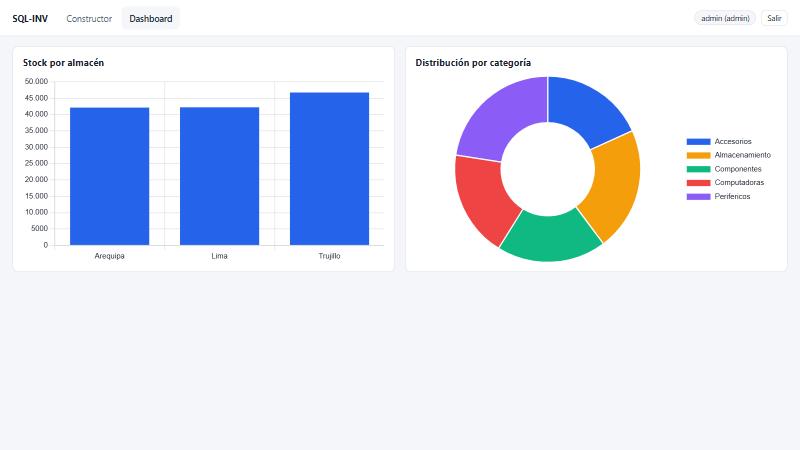 SQL-INV Constructor Dashboard admin (admin) Salir
Stock por almacén
50.000
45.000
40.000
35.000
30.000
25.000
20.000
15.000
10.000
5000
0
Arequipa Lima Trujillo
Distribución por categoría
Accesorios
Almacenamiento
Componentes
Computadoras
Perifericos